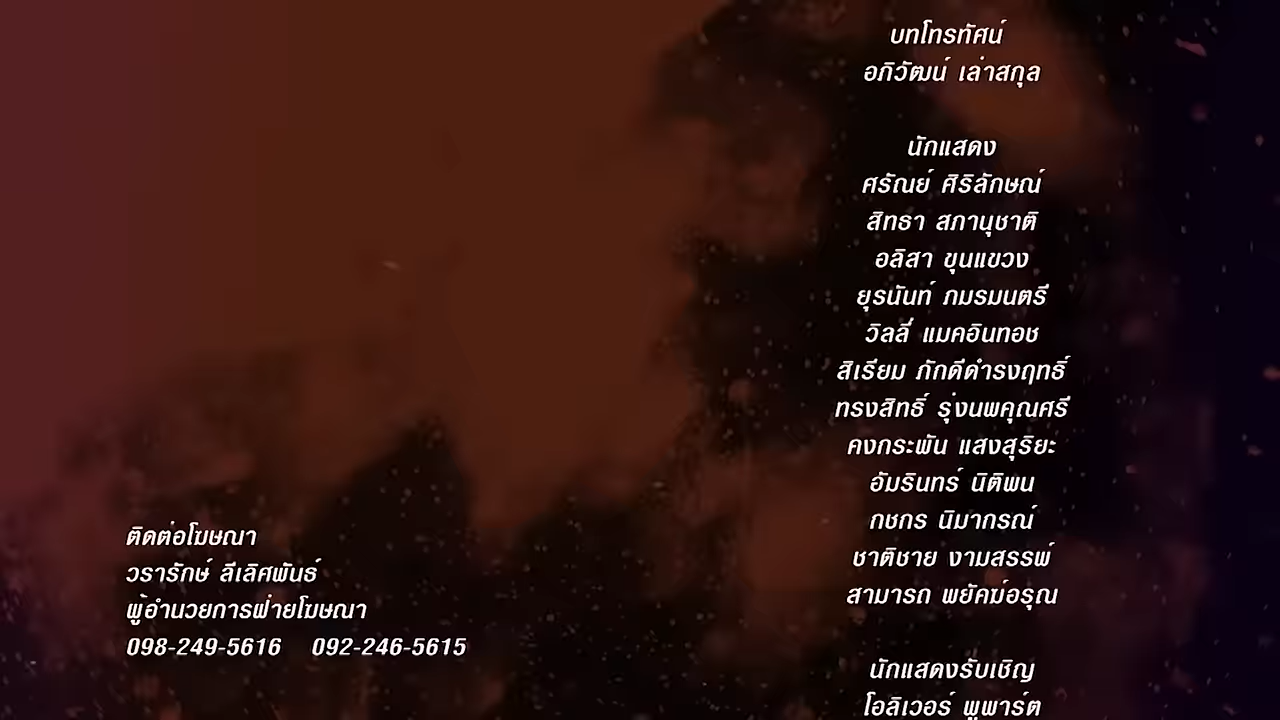 บทโทรทัศน์
อภิวัฒน์ เล่าสกุล
นักแสดง
ศรัณย์ ศิริลักษณ์
สิทธา สภานุชาติ
อลิสา ขุนแขวง
ยุรนันท์ ภมรมนตรี
วิลลี่ แมคอินทอช
สิเรียม ภักดีดำรงฤทธิ์
ทรงสิทธิ์ รุ่งนพคุณศรี
คงกระพัน แสงสุริยะ
อัมรินทร์ นิติพน
กชกร นิมากรณ์
ชาติชาย งามสรรพ์
สามารถ พยัคฆ์อรุณ
นักแสดงรับเชิญ
โอลิเวอร์ พูพาร์ต
ติดต่อโฆษณา
วรารักษ์ ลีเลิศพันธ์
ผู้อำนวยการฝ่ายโฆษณา
098-249-5616 092-246-5615